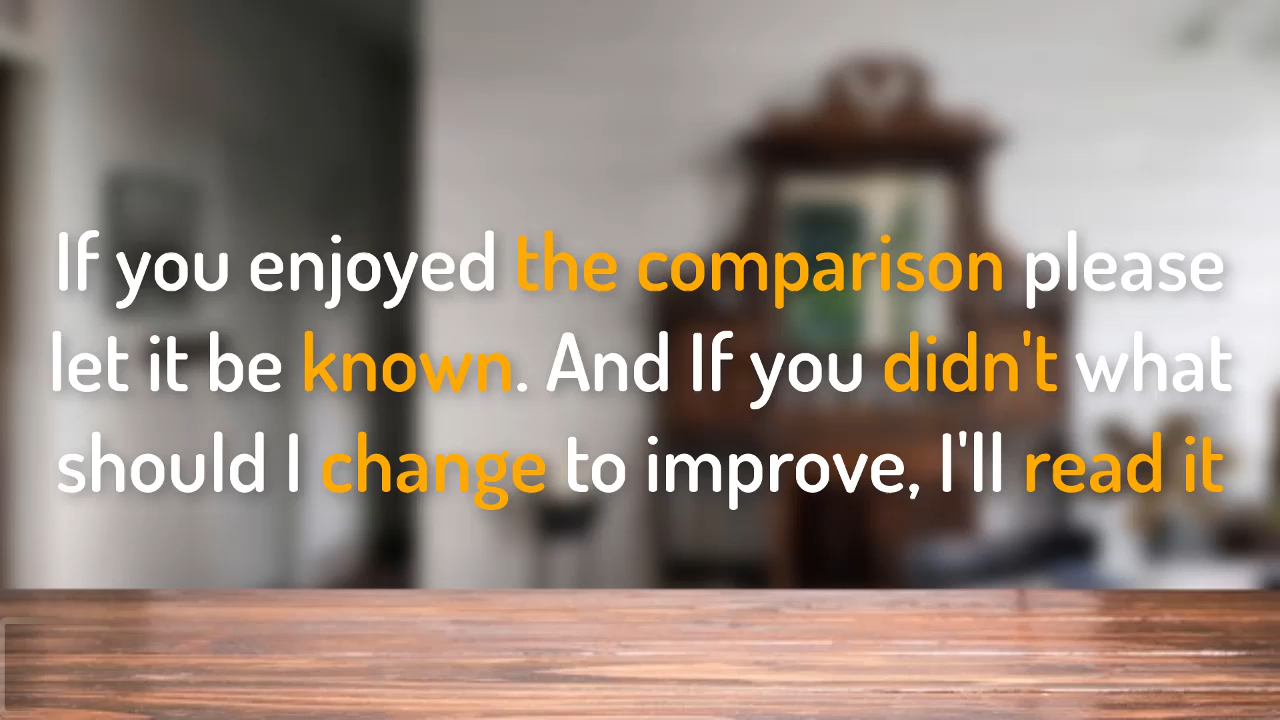 If you enjoyed the comparison please
let it be known. And If you didn't what
should I change to improve, I'll read it